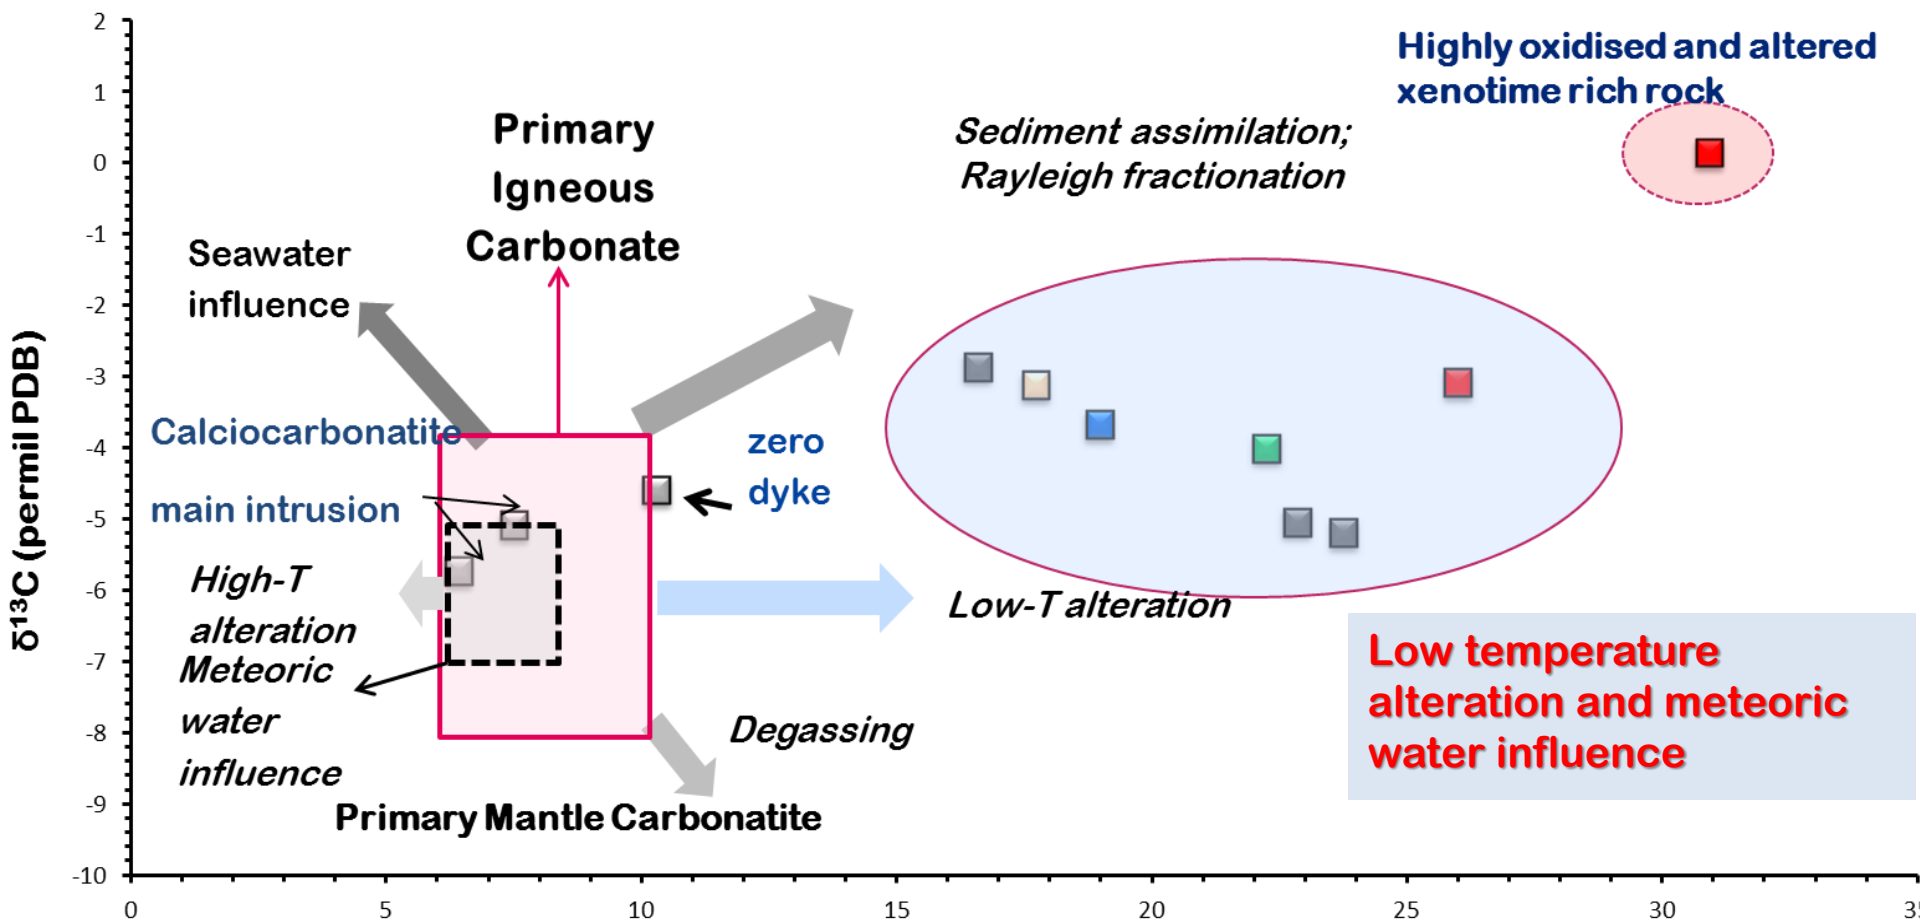 Highly oxidised and altered
xenotime rich rock
Primary
Igneous
Carbonate
Sediment assimilation;
Rayleigh fractionation
Seawater
influence
Calciocarbonatite
main intrusion
zero
dyke
High-T
alteration
Meteoric
water
influence
Low-T alteration
Degassing
Primary Mantle Carbonatite
Low temperature
alteration and meteoric
water influence
δ¹³C (permil PDB)
2
1
0
-1
-2
-3
-4
-5
-6
-7
-8
-9
-10
0 5 10 15 20 25 30 35